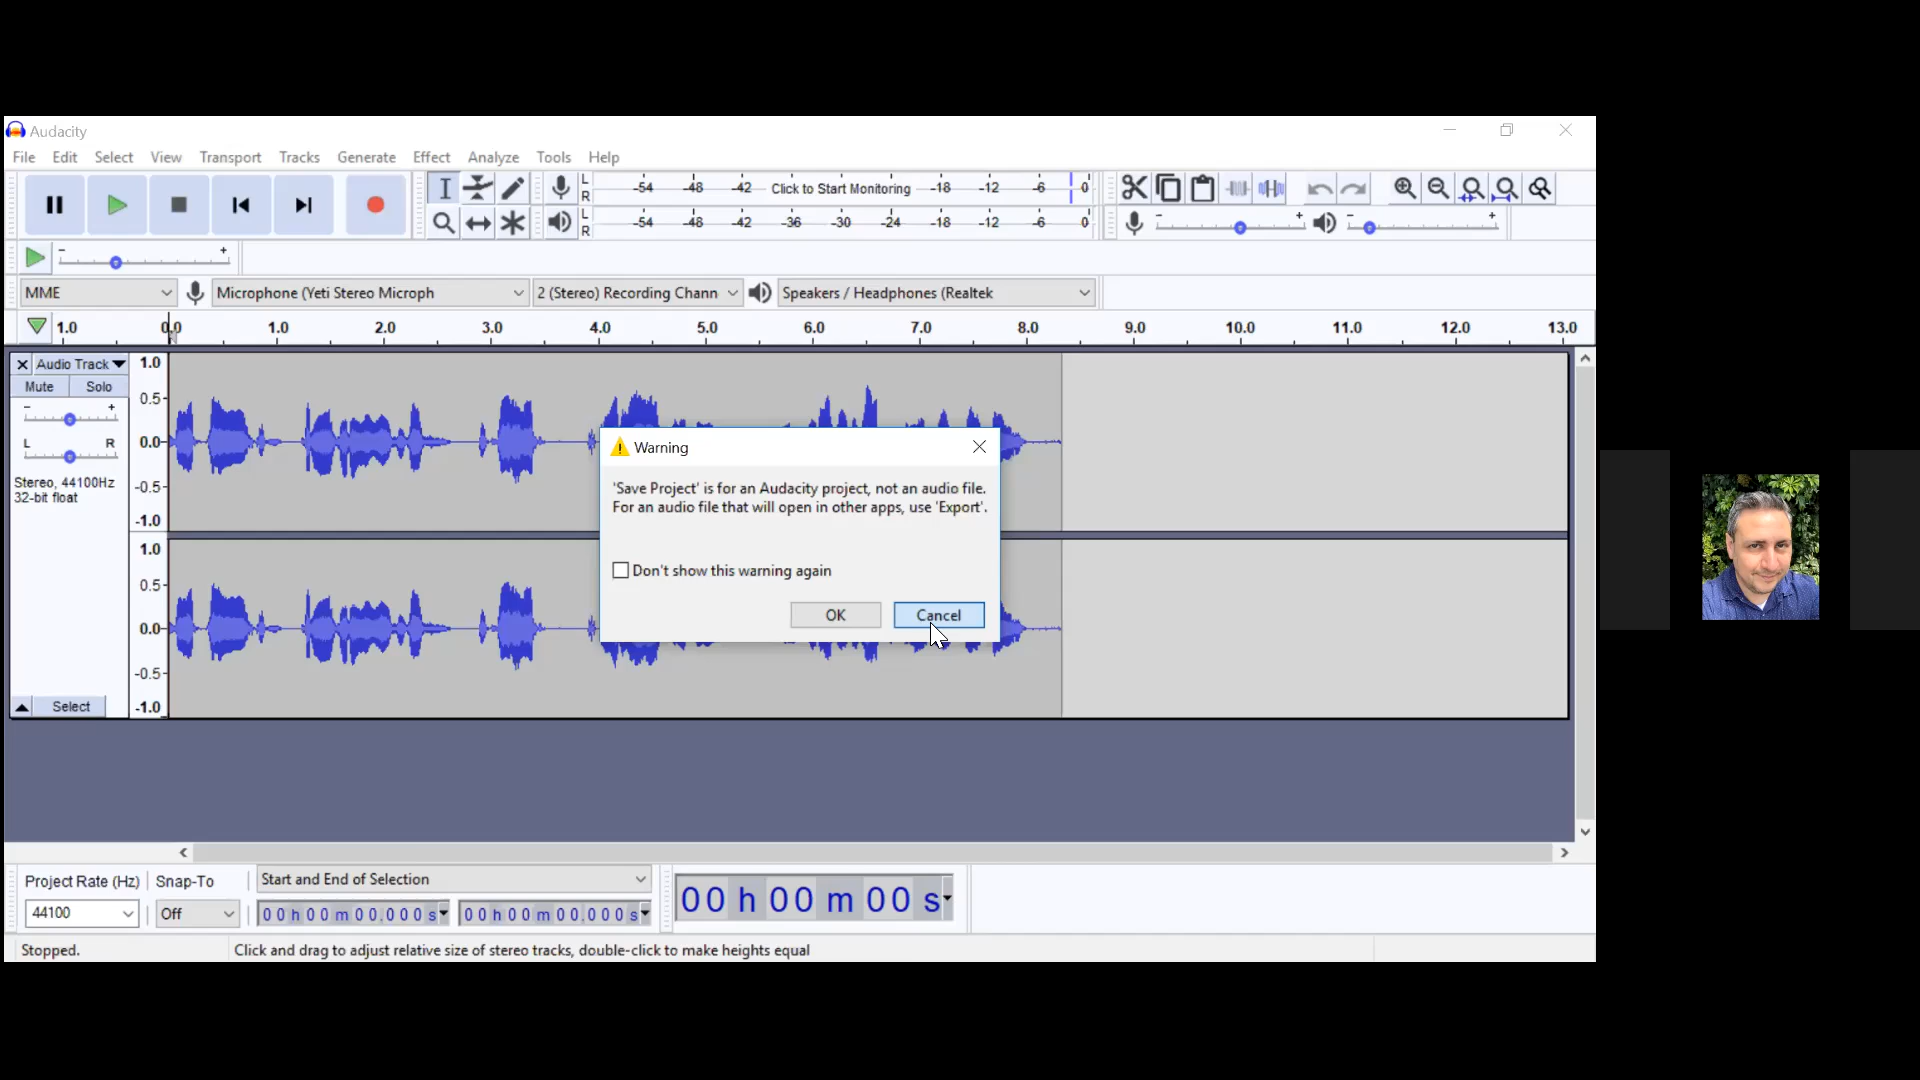 Audacity
File Edit Select View Transport Tracks Generate Effect Analyze Tools Help
L
R
-54 -48 -42 Click to Start Monitoring -18 -12 -6 0
L
R
-54 -48 -42 -36 -30 -24 -18 -12 -6 0
- + - +
- +
MME Microphone (Yeti Stereo Microph 2 (Stereo) Recording Chann Speakers / Headphones (Realtek
1.0 0.0 1.0 2.0 3.0 4.0 5.0 6.0 7.0 8.0 9.0 10.0 11.0 12.0 13.0
Audio Track
Mute Solo
- +
L R
Stereo, 44100Hz
32-bit float
Select
1.0
0.5
0.0
-0.5
-1.0
1.0
0.5
0.0
-0.5
-1.0
Warning
'Save Project' is for an Audacity project, not an audio file.
For an audio file that will open in other apps, use 'Export'.
Don't show this warning again
OK Cancel
Project Rate (Hz) Snap-To Start and End of Selection
44100 Off 00 h 00 m 00.000 s 00 h 00 m 00.000 s 00 h 00 m 00 s
Stopped. Click and drag to adjust relative size of stereo tracks, double-click to make heights equal